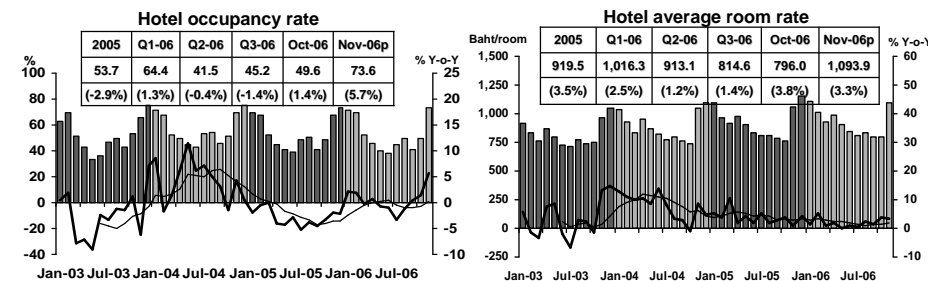 Hotel occupancy rate
2005 Q1-06 Q2-06 Q3-06 Oct-06 Nov-06p
53.7 64.4 41.5 45.2 49.6 73.6
(-2.9%) (1.3%) (-0.4%) (-1.4%) (1.4%) (5.7%)
% % Y-o-Y
100 25
80 20
60 15
40 10
20 5
0 0
-20 -5
-40 -10
Jan-03 Jul-03 Jan-04 Jul-04 Jan-05 Jul-05 Jan-06 Jul-06
Hotel average room rate
2005 Q1-06 Q2-06 Q3-06 Oct-06 Nov-06p
919.5 1,016.3 913.1 814.6 796.0 1,093.9
(3.5%) (2.5%) (1.2%) (1.4%) (3.8%) (3.3%)
Baht/room % Y-o-Y
1,500 60
1,250 50
1,000 40
750 30
500 20
250 10
0 0
-250 -10
Jan-03 Jul-03 Jan-04 Jul-04 Jan-05 Jul-05 Jan-06 Jul-06